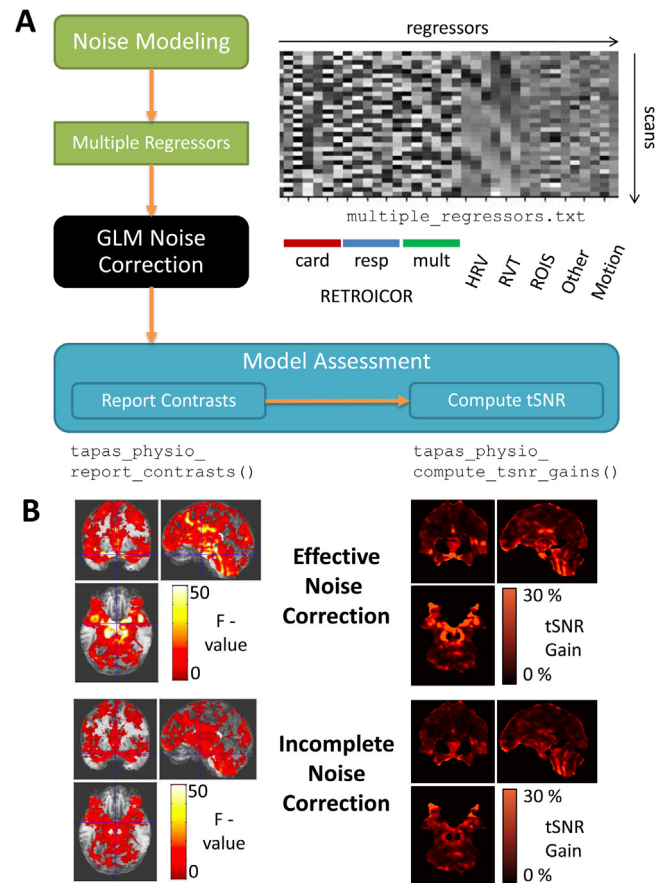 A
Noise Modeling
Multiple Regressors
GLM Noise
Correction
regressors
scans
multiple_regressors.txt
card resp mult
RETROICOR
HRV
RVT
ROIS
Other
Motion
Model Assessment
Report Contrasts
Compute tSNR
tapas_physio_
report_contrasts()
tapas_physio_
compute_tsnr_gains()
B
50
F -
value
0
Effective
Noise
Correction
30 %
tSNR
Gain
0 %
50
F -
value
0
Incomplete
Noise
Correction
30 %
tSNR
Gain
0 %